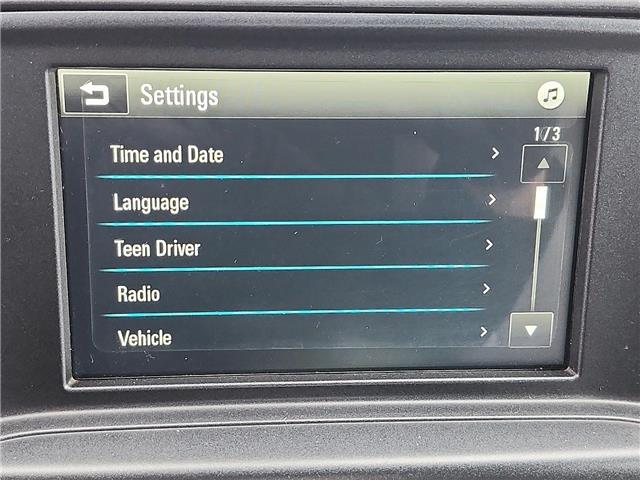 Settings
1/3
Time and Date
Language
Teen Driver
Radio
Vehicle